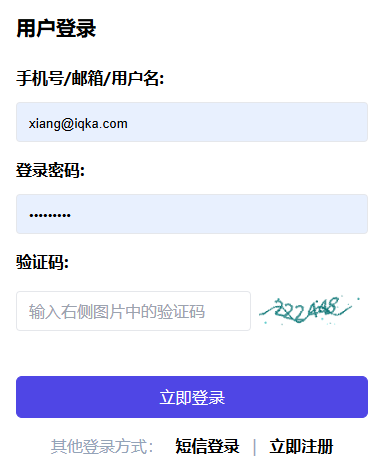 用户登录
手机号/邮箱/用户名:
xiang@iqka.com
登录密码:
•••••••••
验证码:
输入右侧图片中的验证码
立即登录
其他登录方式： 短信登录 | 立即注册